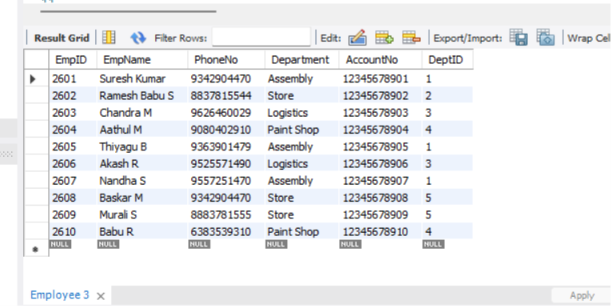 Result Grid Filter Rows: Edit: Export/Import: Wrap Cel
EmpID EmpName PhoneNo Department AccountNo DeptID
2601 Suresh Kumar 9342904470 Assembly 12345678901 1
2602 Ramesh Babu S 8837815544 Store 12345678902 2
2603 Chandra M 9626460029 Logistics 12345678903 3
2604 Aathul M 9080402910 Paint Shop 12345678904 4
2605 Thiyagu B 9363901479 Assembly 12345678905 1
2606 Akash R 9525571490 Logistics 12345678906 3
2607 Nandha S 9557251470 Assembly 12345678907 1
2608 Baskar M 9342904470 Store 12345678908 5
2609 Murali S 8883781555 Store 12345678909 5
2610 Babu R 6383539310 Paint Shop 12345678910 4
NULL NULL NULL NULL NULL NULL
Employee 3 Apply